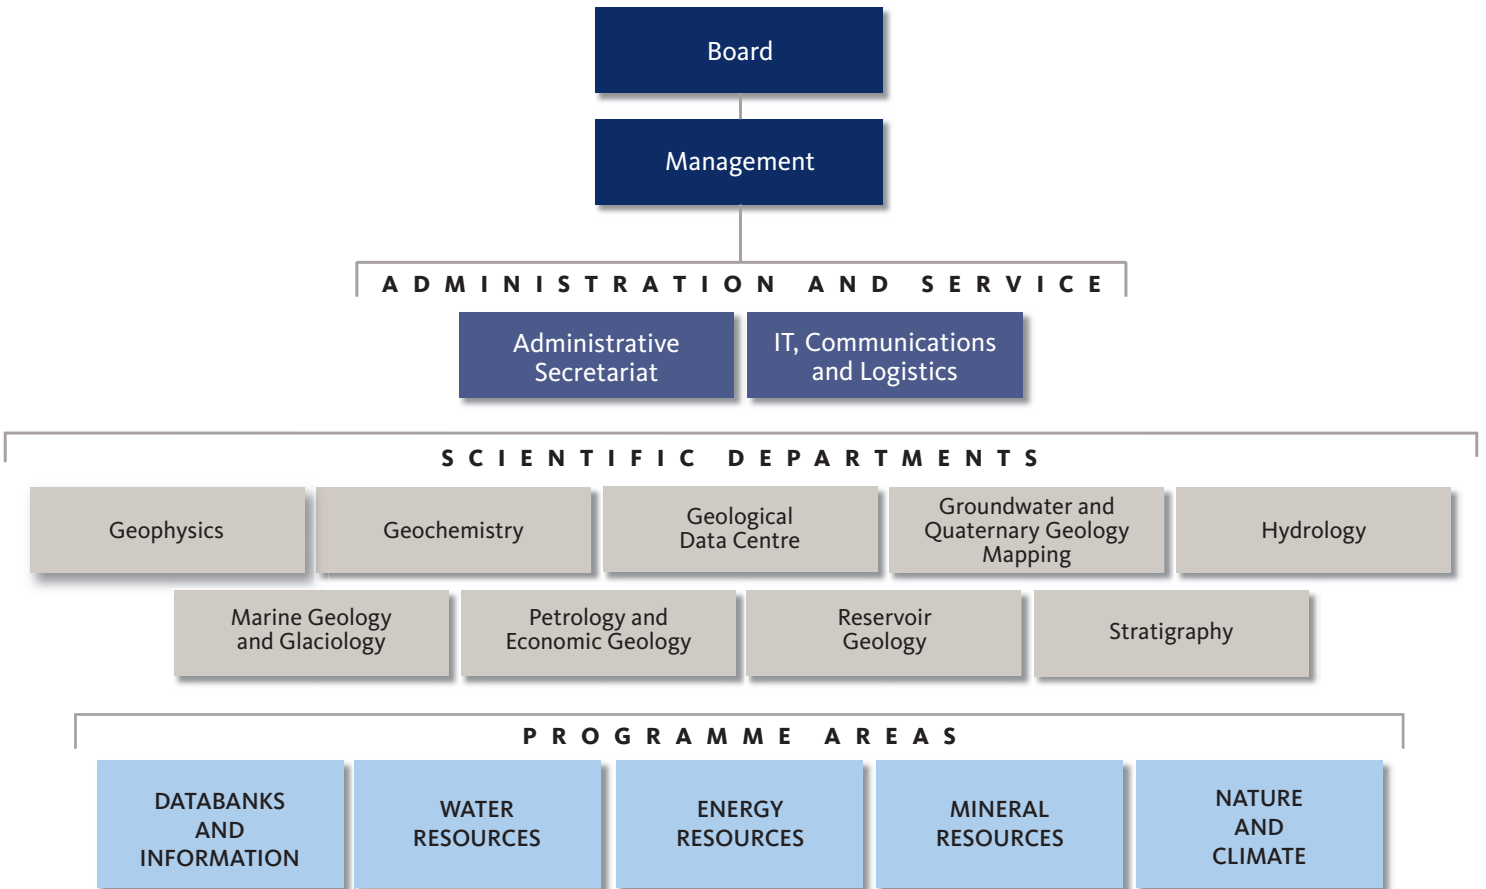 Board
Management
ADMINISTRATION AND SERVICE
Administrative
Secretariat
IT, Communications
and Logistics
SCIENTIFIC DEPARTMENTS
Geophysics
Geochemistry
Geological
Data Centre
Groundwater and
Quaternary Geology
Mapping
Hydrology
Marine Geology
and Glaciology
Petrology and
Economic Geology
Reservoir
Geology
Stratigraphy
PROGRAMME AREAS
DATABANKS
AND
INFORMATION
WATER
RESOURCES
ENERGY
RESOURCES
MINERAL
RESOURCES
NATURE
AND
CLIMATE